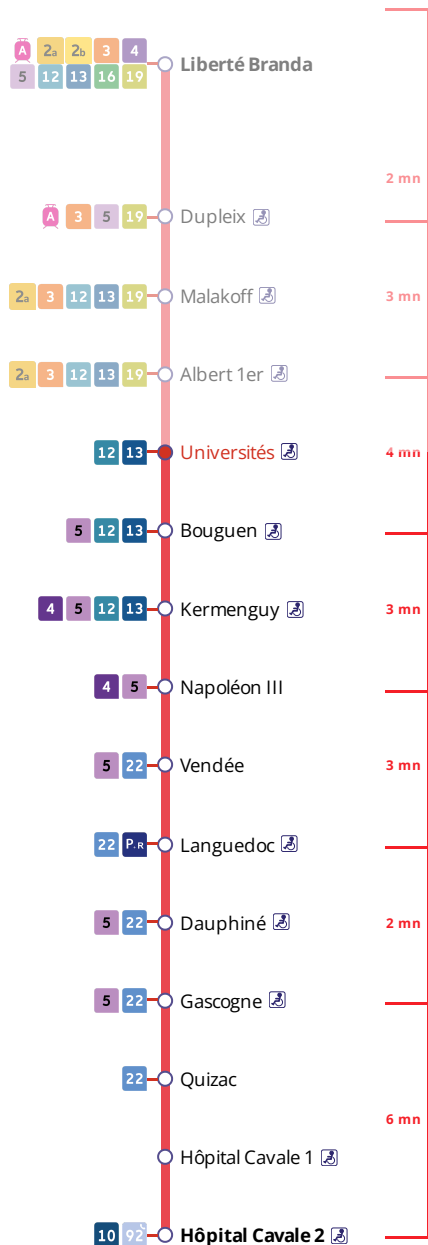 A 2a 2b 3 4
5 12 13 16 19
Liberté Branda
2 mn
A 3 5 19 Dupleix
2a 3 12 13 19 Malakoff 3 mn
2a 3 12 13 19 Albert 1er
12 13 Universités 4 mn
5 12 13 Bouguen
4 5 12 13 Kermenguy 3 mn
4 5 Napoléon III
5 22 Vendée 3 mn
22 P.R Languedoc
5 22 Dauphiné 2 mn
5 22 Gascogne
22 Quizac
6 mn
Hôpital Cavale 1
10 92 Hôpital Cavale 2